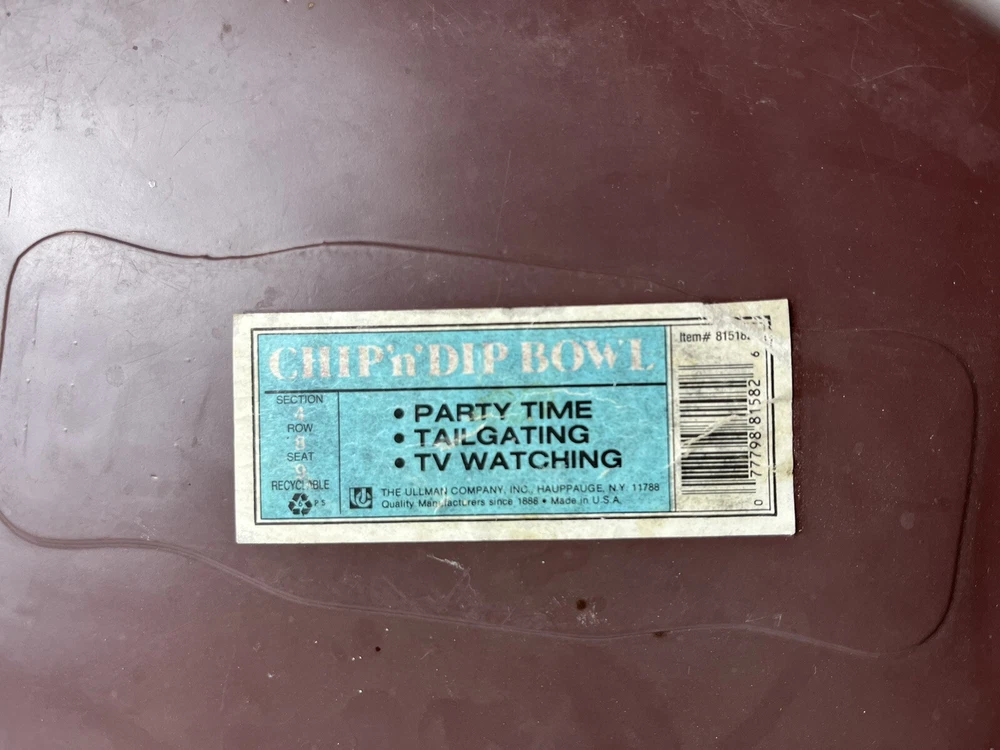 CHIP'n'DIP BOWL
SECTION
4
ROW
8
SEAT
9
RECYCLABLE
6 PS
• PARTY TIME
• TAILGATING
• TV WATCHING
THE ULLMAN COMPANY, INC., HAUPPAUGE, N.Y. 11788
Quality Manufacturers since 1888 • Made in U.S.A.
Item#
0 77798 81582 6